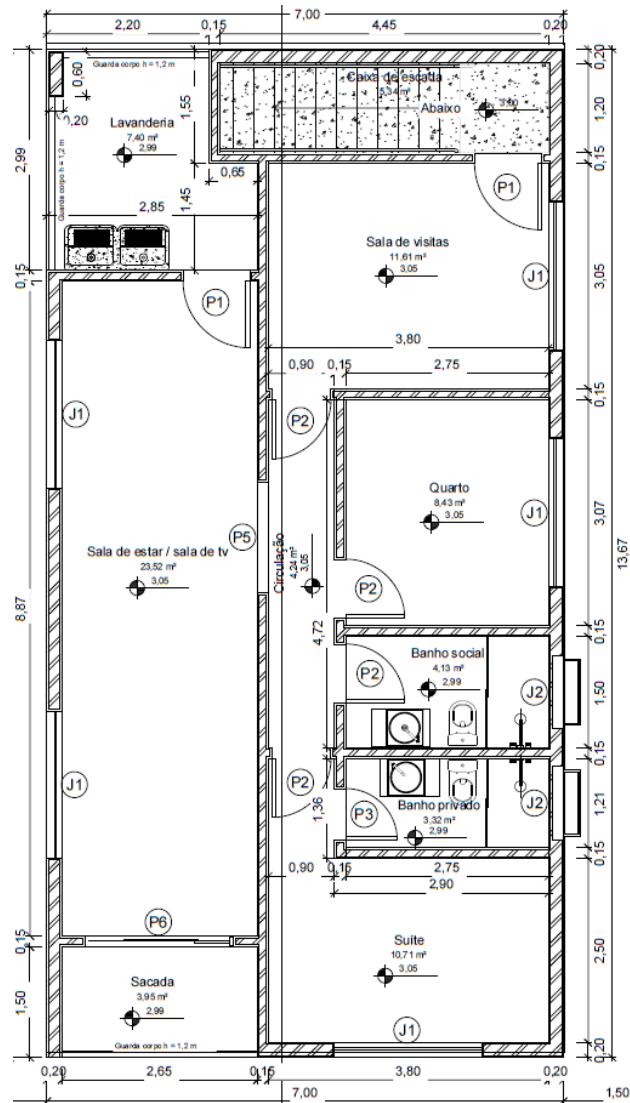 7,00
2,20
0,15
4,45
0,20
Guarda corpo h = 1,2 m
0,60
0,20
Guarda corpo h = 1,2 m
Lavanderia
7,40 m²
2,99
1,55
0,65
2,85
1,45
2,99
0,15
Caixa de escada
5,34 m²
Abaixo
0,20
1,20
0,15
P1
Sala de visitas
11,61 m²
3,05
J1
3,05
3,80
0,90
0,15
2,75
0,15
P1
J1
P2
Quarto
8,43 m²
3,05
J1
3,07
13,67
P5
Sala de estar / sala de tv
23,52 m²
3,05
8,87
Circulação
4,24 m²
3,05
P2
4,72
0,15
P2
Banho social
4,13 m²
2,99
J2
1,50
0,15
J1
P2
1,36
P3
Banho privado
3,32 m²
2,99
J2
1,21
0,15
0,90
0,15
2,75
2,90
P6
0,15
Sacada
3,95 m²
2,99
1,50
Guarda corpo h = 1,2 m
Suíte
10,71 m²
3,05
J1
2,50
0,20
0,20
2,65
0,15
3,80
0,20
7,00
1,50